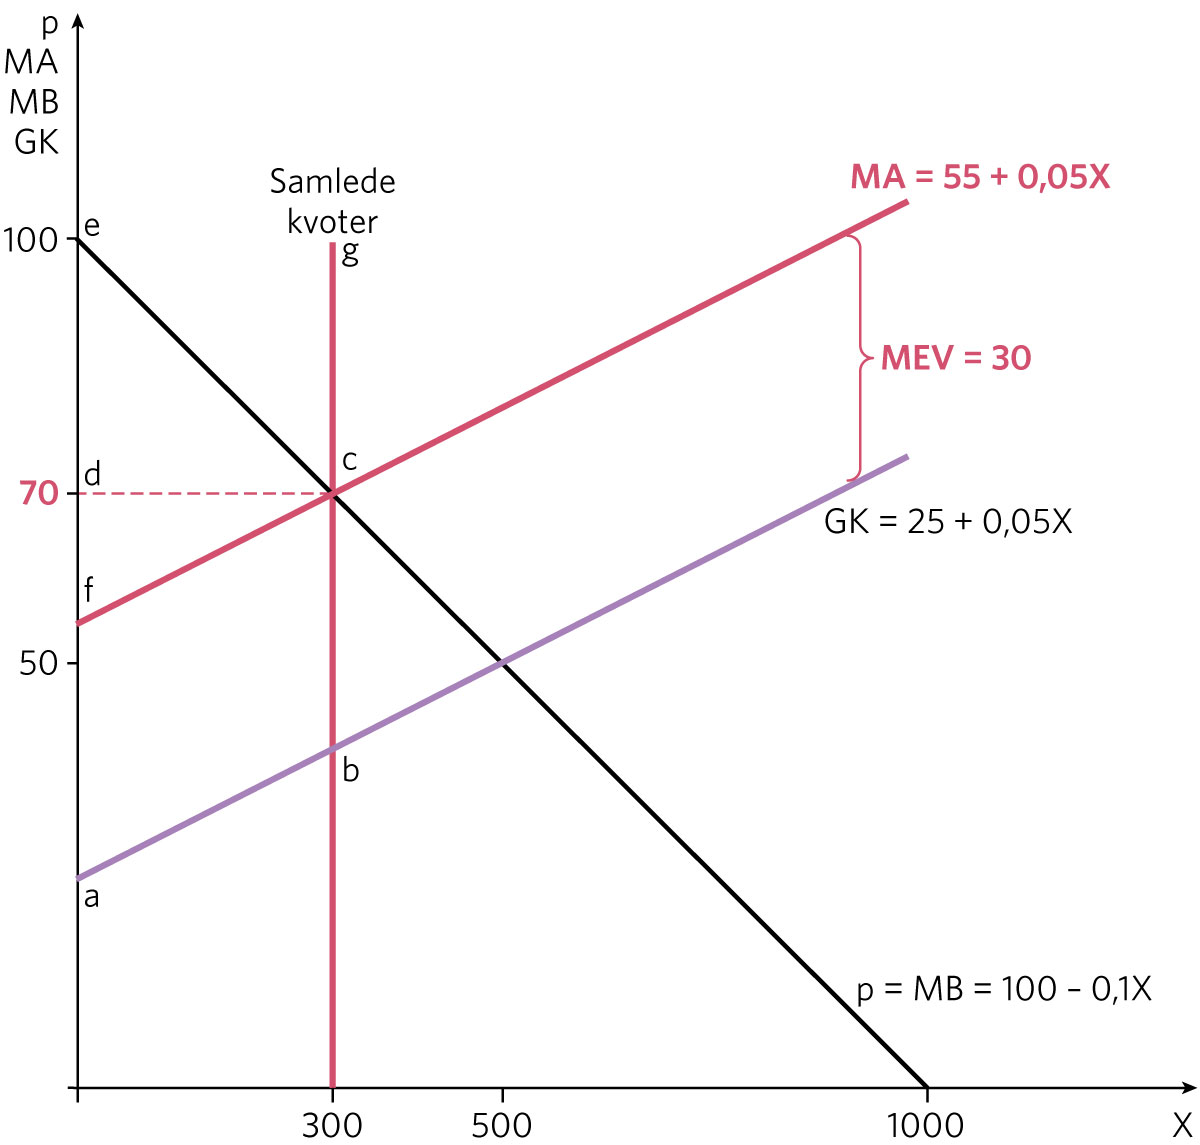 p
MA
MB
GK
Samlede
kvoter
g
MA = 55 + 0,05X
e
100
MEV = 30
c
d
70
GK = 25 + 0,05X
f
50
b
a
p = MB = 100 – 0,1X
300
500
1000
X